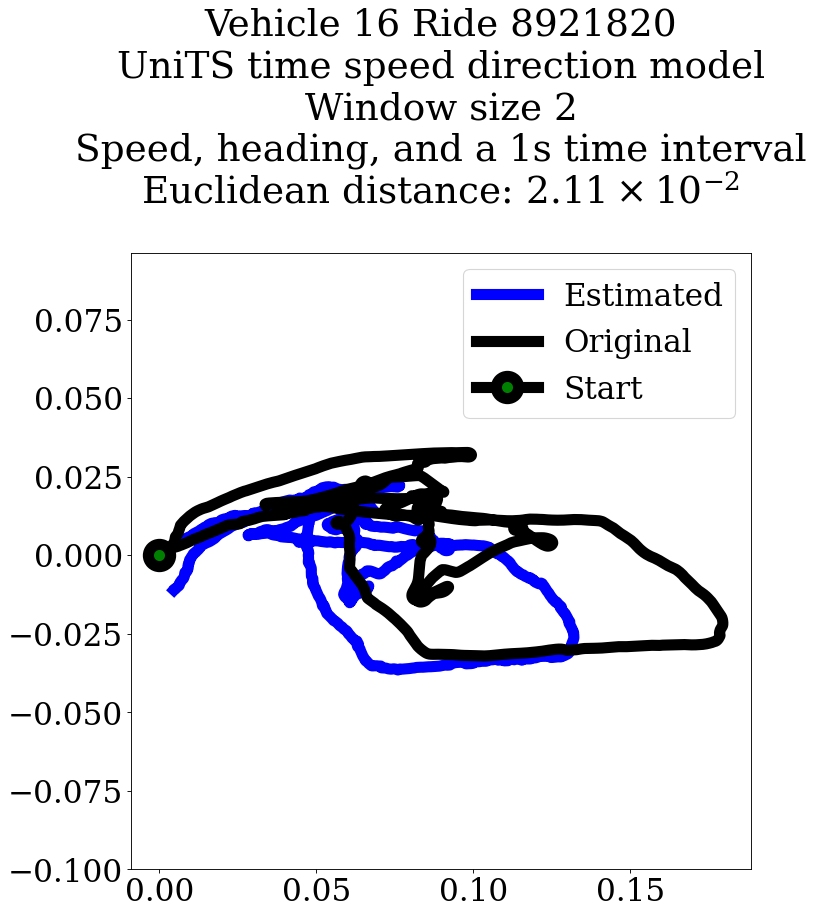 Vehicle 16 Ride 8921820
UniTS time speed direction model
Window size 2
Speed, heading, and a 1s time interval
Euclidean distance: 2.11 × 10⁻²
Estimated
Original
Start
0.075
0.050
0.025
0.000
−0.025
−0.050
−0.075
−0.100
0.00 0.05 0.10 0.15